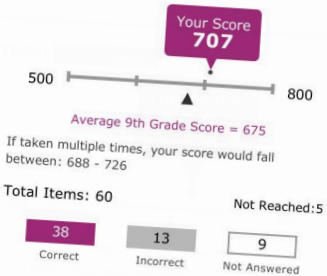 Your Score
707
500
800
Average 9th Grade Score = 675
If taken multiple times, your score would fall
between: 688 - 726
Total Items: 60
Not Reached:5
38
13
9
Correct
Incorrect
Not Answered